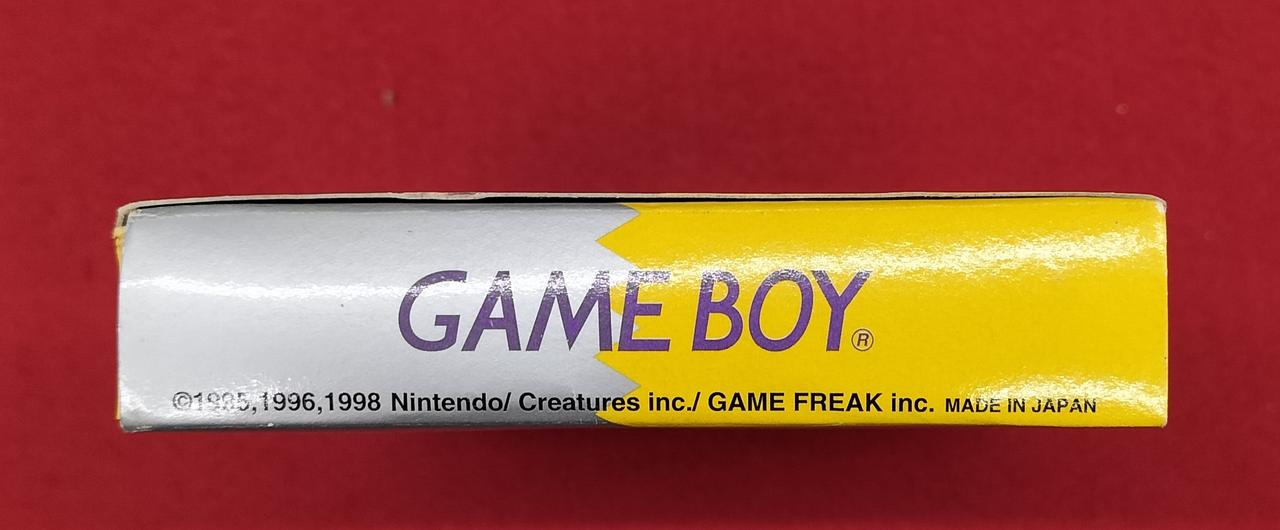 GAME BOY®
©1995,1996,1998 Nintendo/ Creatures inc./ GAME FREAK inc. MADE IN JAPAN